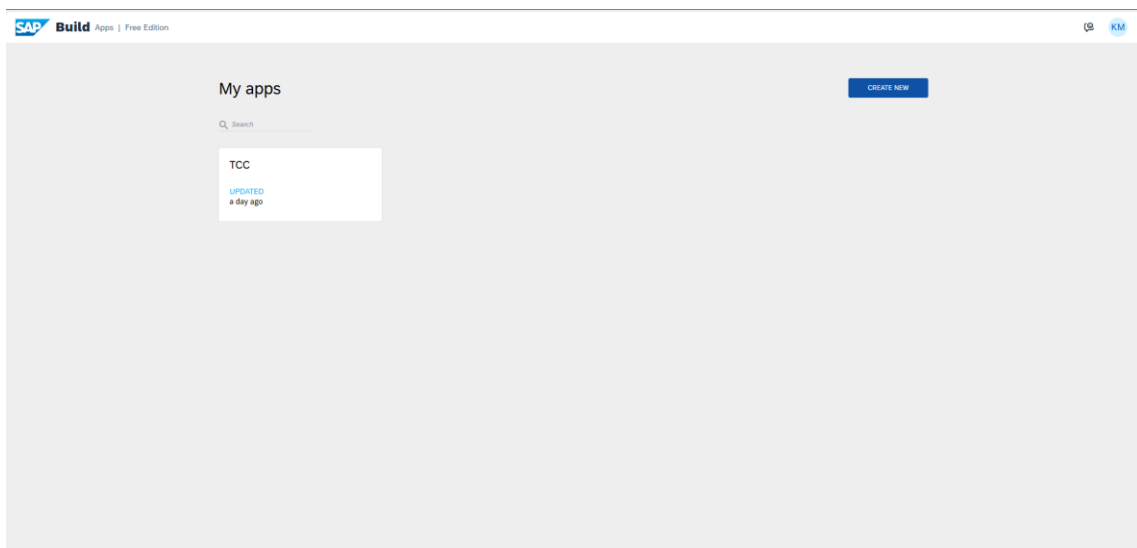 SAP Build Apps | Free Edition
KM
My apps
CREATE NEW
Search
TCC
UPDATED
a day ago